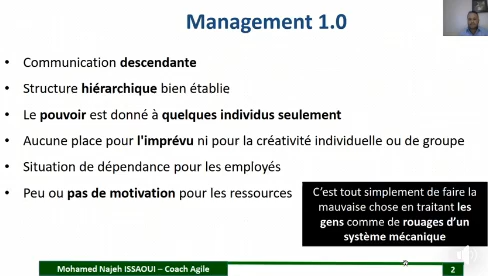 Management 1.0
• Communication descendante
• Structure hiérarchique bien établie
• Le pouvoir est donné à quelques individus seulement
• Aucune place pour l'imprévu ni pour la créativité individuelle ou de groupe
• Situation de dépendance pour les employés
• Peu ou pas de motivation pour les ressources
C'est tout simplement de faire la
mauvaise chose en traitant les
gens comme de rouages d'un
système mécanique
Mohamed Najeh ISSAOUI – Coach Agile
2